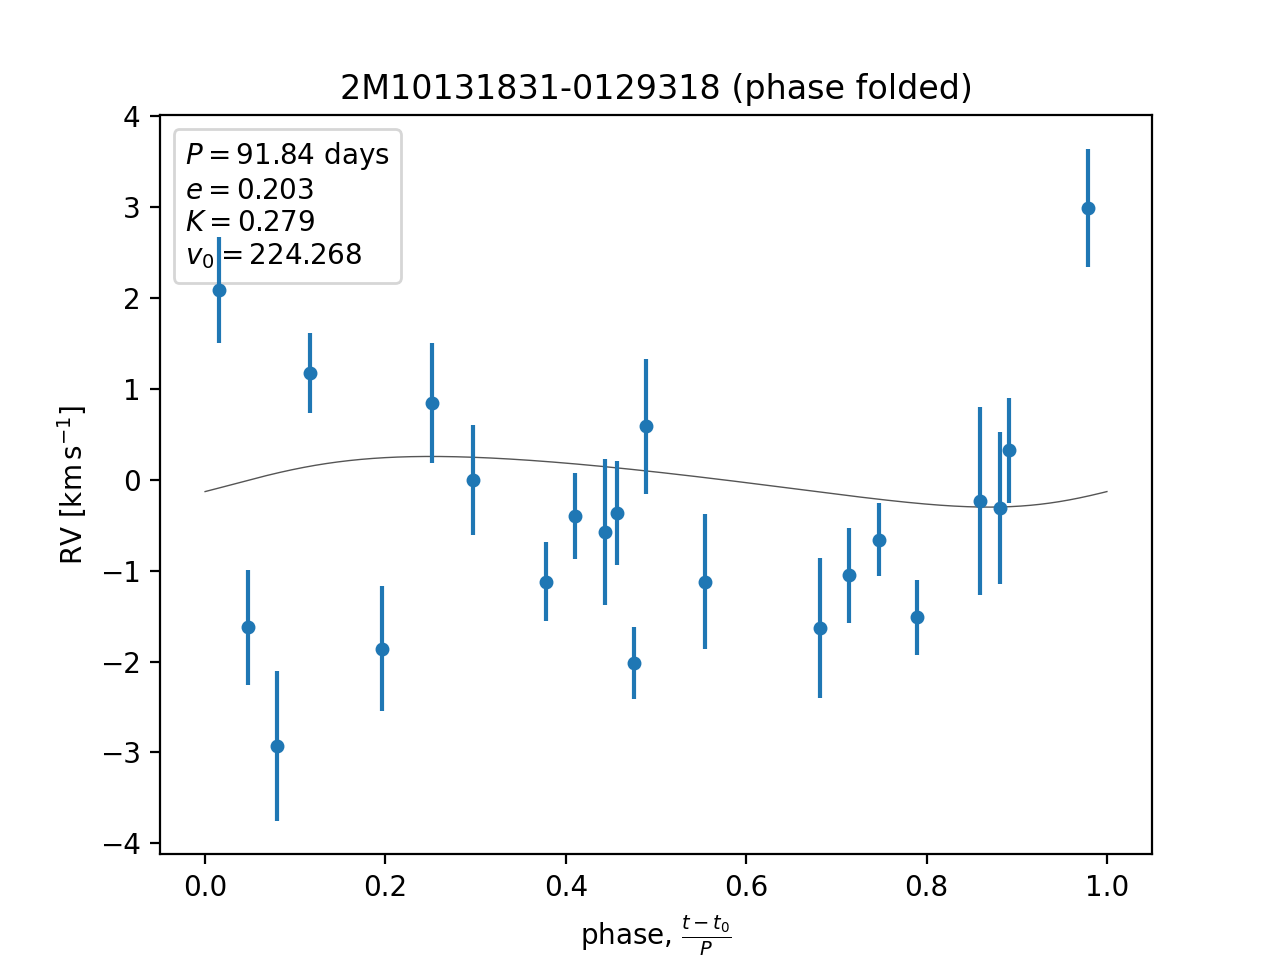 2M10131831-0129318 (phase folded)
P = 91.84 days
e = 0.203
K = 0.279
v₀ = 224.268
4
3
2
1
0
−1
−2
−3
−4
RV [km s⁻¹]
0.0 0.2 0.4 0.6 0.8 1.0
phase, (t − t₀)/P